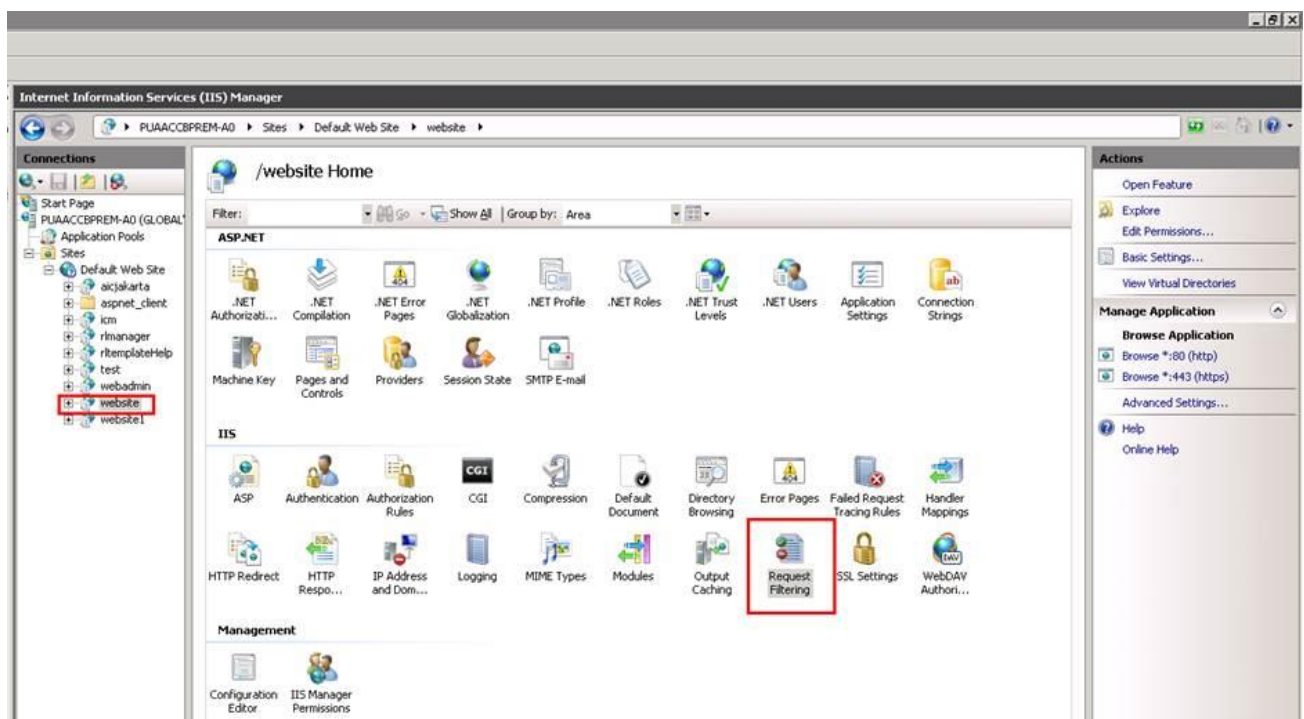 Internet Information Services (IIS) Manager
PUAACCBPREM-A0 Sites Default Web Site website
Connections
Start Page
PUAACCBPREM-A0 (GLOBAL'
Application Pools
Sites
Default Web Site
aicjakarta
aspnet_client
icm
rlmanager
rltemplateHelp
test
webadmin
website
website1
/website Home
Filter: Go Show All Group by: Area
ASP.NET
.NET Authorizati...
.NET Compilation
404
.NET Error Pages
.NET Globalization
.NET Profile
.NET Roles
.NET Trust Levels
.NET Users
Application Settings
ab
Connection Strings
Machine Key
Pages and Controls
Providers
Session State
SMTP E-mail
IIS
ASP
Authentication
Authorization Rules
CGI
CGI
Compression
Default Document
Directory Browsing
404
Error Pages
Failed Request Tracing Rules
Handler Mappings
HTTP Redirect
HTTP Respo...
IP Address and Dom...
Logging
MIME Types
Modules
Output Caching
Request Filtering
SSL Settings
DAV
WebDAV Authori...
Management
Configuration Editor
IIS Manager Permissions
Actions
Open Feature
Explore
Edit Permissions...
Basic Settings...
View Virtual Directories
Manage Application
Browse Application
Browse *:80 (http)
Browse *:443 (https)
Advanced Settings...
Help
Online Help